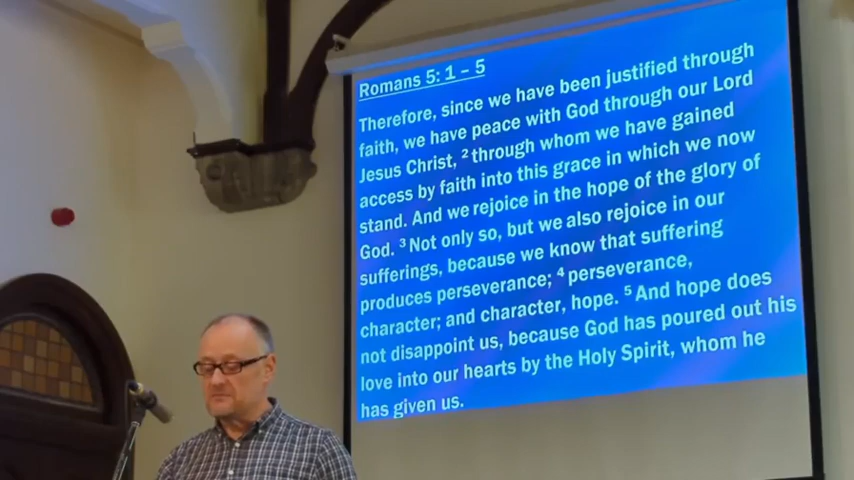 Romans 5: 1 – 5
Therefore, since we have been justified through
faith, we have peace with God through our Lord
Jesus Christ, ² through whom we have gained
access by faith into this grace in which we now
stand. And we rejoice in the hope of the glory of
God. ³ Not only so, but we also rejoice in our
sufferings, because we know that suffering
produces perseverance; ⁴ perseverance,
character; and character, hope. ⁵ And hope does
not disappoint us, because God has poured out his
love into our hearts by the Holy Spirit, whom he
has given us.